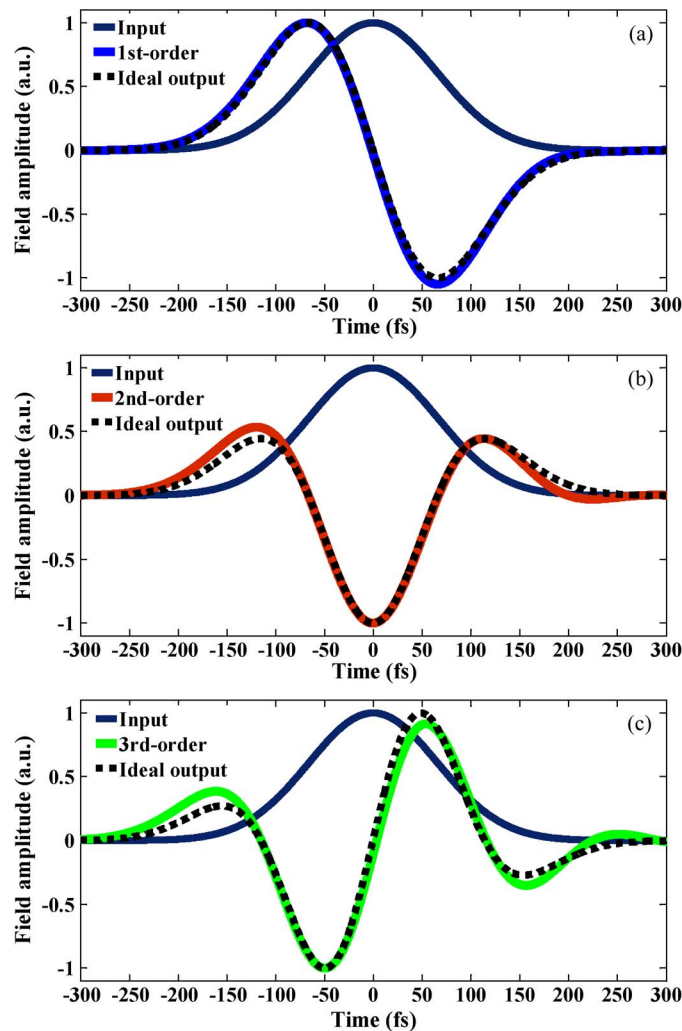 Input
1st-order
Ideal output
(a)
Field amplitude (a.u.)
1
0.5
0
-0.5
-1
-300 -250 -200 -150 -100 -50 0 50 100 150 200 250 300
Time (fs)
Input
2nd-order
Ideal output
(b)
Field amplitude (a.u.)
1
0.5
0
-0.5
-1
-300 -250 -200 -150 -100 -50 0 50 100 150 200 250 300
Time (fs)
Input
3rd-order
Ideal output
(c)
Field amplitude (a.u.)
1
0.5
0
-0.5
-1
-300 -250 -200 -150 -100 -50 0 50 100 150 200 250 300
Time (fs)